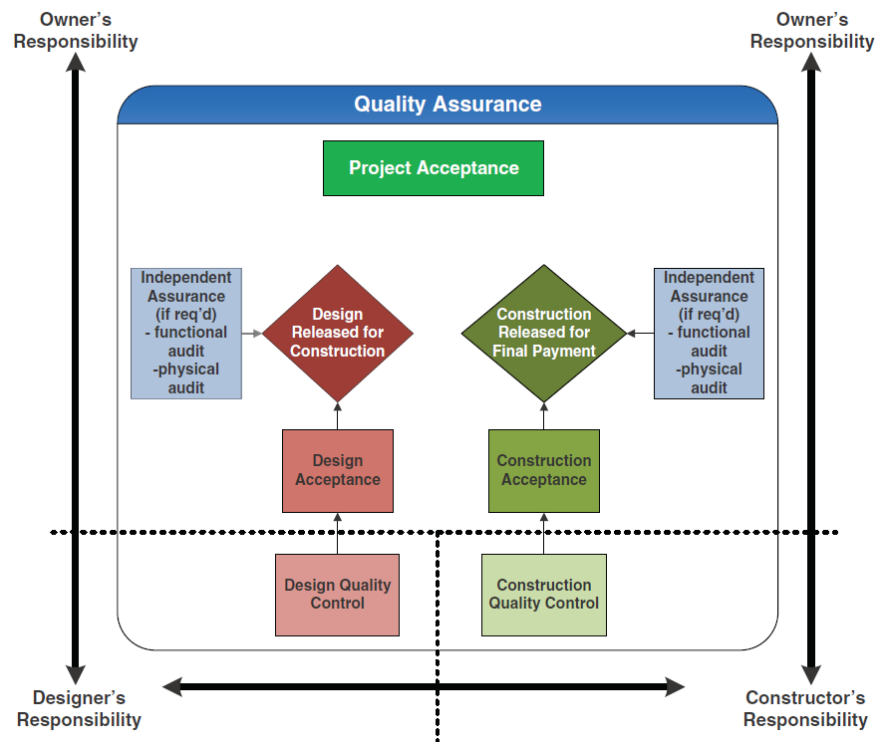 Owner's
Responsibility
Owner's
Responsibility
Quality Assurance
Project Acceptance
Independent
Assurance
(if req'd)
- functional
audit
-physical
audit
Design
Released for
Construction
Construction
Released for
Final Payment
Independent
Assurance
(if req'd)
- functional
audit
-physical
audit
Design
Acceptance
Construction
Acceptance
Design Quality
Control
Construction
Quality Control
Designer's
Responsibility
Constructor's
Responsibility